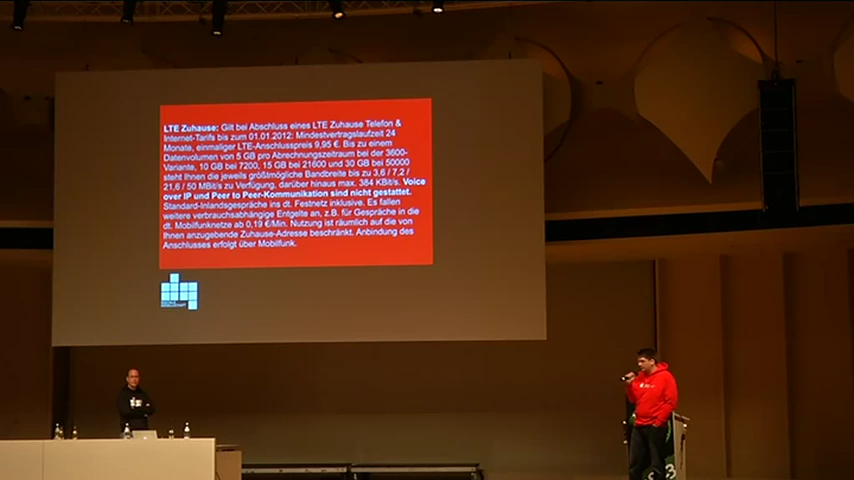 LTE Zuhause: Gilt bei Abschluss eines LTE Zuhause Telefon &
Internet-Tarifs bis zum 01.01.2012: Mindestvertragslaufzeit 24
Monate, einmaliger LTE-Anschlusspreis 9,95 €. Bis zu einem
Datenvolumen von 5 GB pro Abrechnungszeitraum bei der 3600-
Variante, 10 GB bei 7200, 15 GB bei 21600 und 30 GB bei 50000
steht Ihnen die jeweils größtmögliche Bandbreite bis zu 3,6 / 7,2 /
21,6 / 50 MBit/s zu Verfügung, darüber hinaus max. 384 KBit/s. Voice
over IP und Peer to Peer-Kommunikation sind nicht gestattet.
Standard-Inlandsgespräche ins dt. Festnetz inklusive. Es fallen
weitere verbrauchsabhängige Entgelte an, z.B. für Gespräche in die
dt. Mobilfunknetze ab 0,19 €/Min. Nutzung ist räumlich auf die von
Ihnen anzugebende Zuhause-Adresse beschränkt. Anbindung des
Anschlusses erfolgt über Mobilfunk.